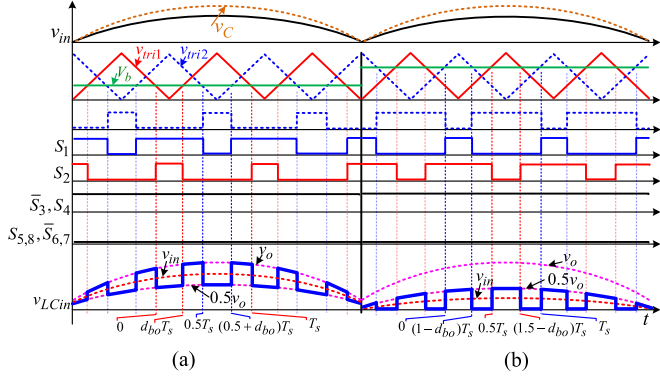 v_in
v_C
v_tri1
v_tri2
V_b
S_1
S_2
S̅_3, S_4
S_5,8, S̅_6,7
v_in
v_o
0.5v_o
v_LCin
0
d_boT_s
0.5T_s
(0.5+d_bo)T_s
T_s
v_o
0.5v_o
v_in
t
0
(1−d_bo)T_s
0.5T_s
(1.5−d_bo)T_s
T_s
(a)
(b)